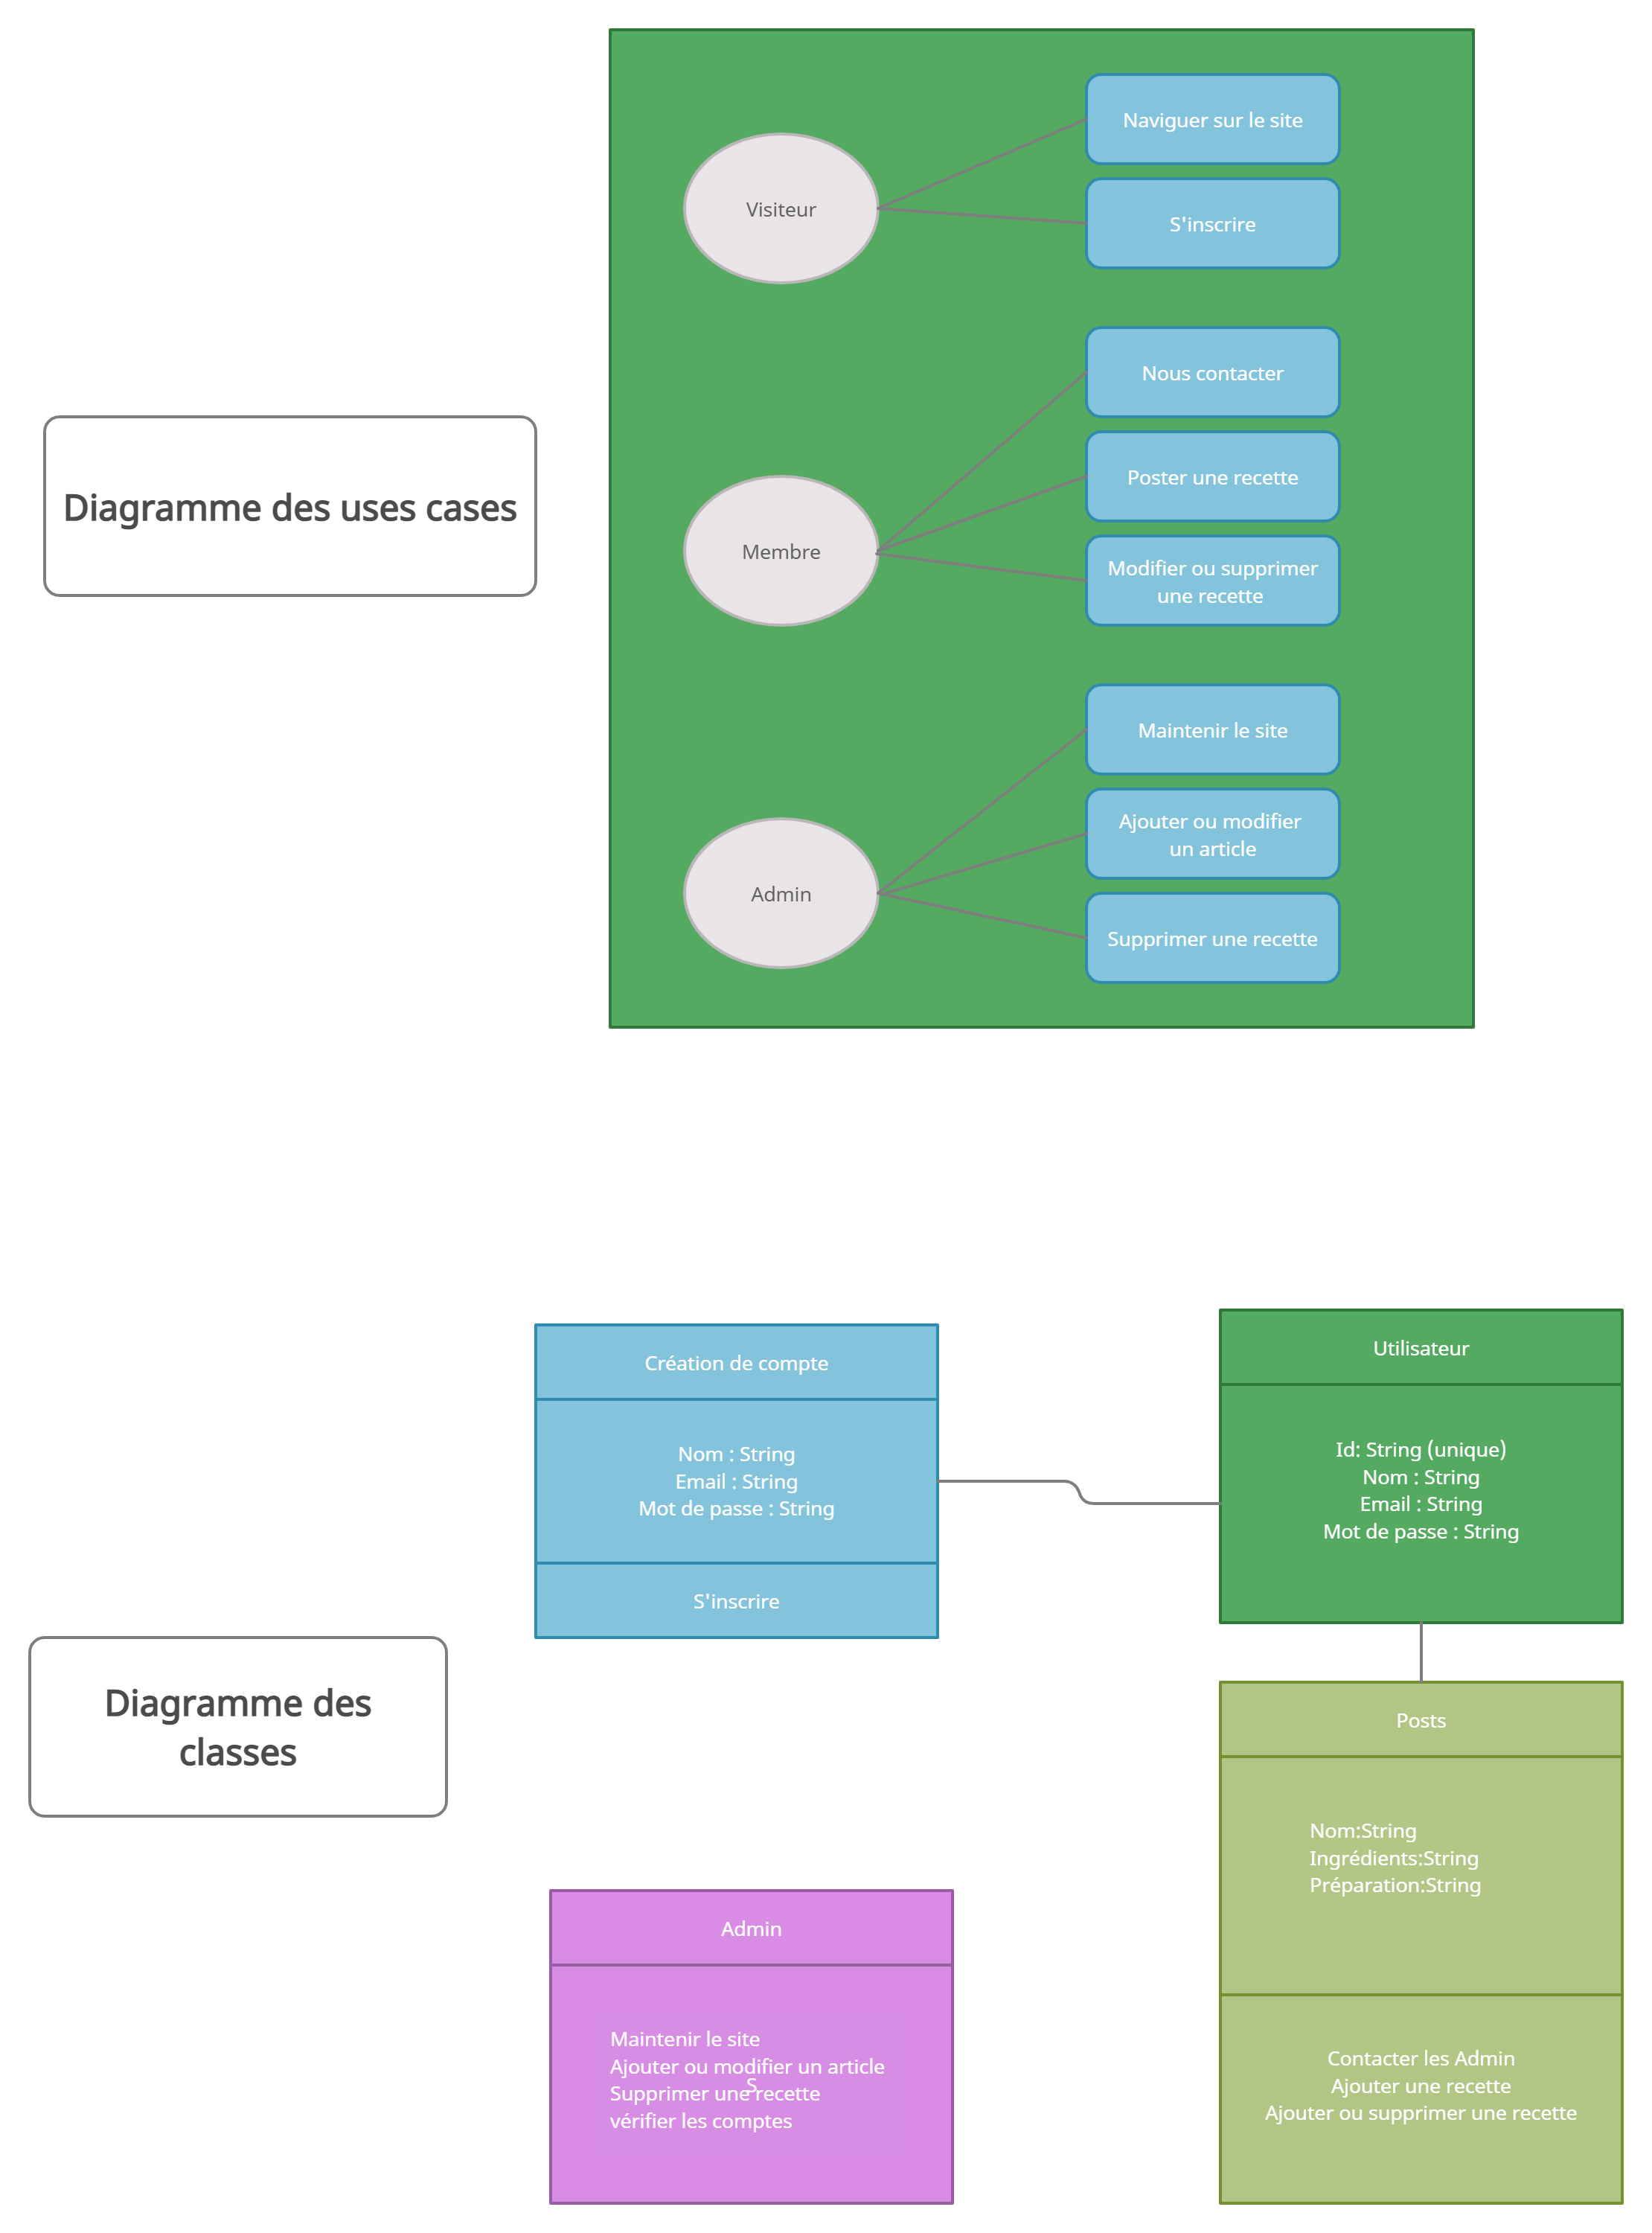 Naviguer sur le site
Visiteur
S'inscrire
Nous contacter
Diagramme des uses cases
Poster une recette
Membre
Modifier ou supprimer
une recette
Maintenir le site
Ajouter ou modifier
un article
Admin
Supprimer une recette
Création de compte
Nom : String
Email : String
Mot de passe : String
S'inscrire
Utilisateur
Id: String (unique)
Nom : String
Email : String
Mot de passe : String
Diagramme des
classes
Posts
Nom:String
Ingrédients:String
Préparation:String
Contacter les Admin
Ajouter une recette
Ajouter ou supprimer une recette
Admin
Maintenir le site
Ajouter ou modifier un article
S
Supprimer une recette
vérifier les comptes